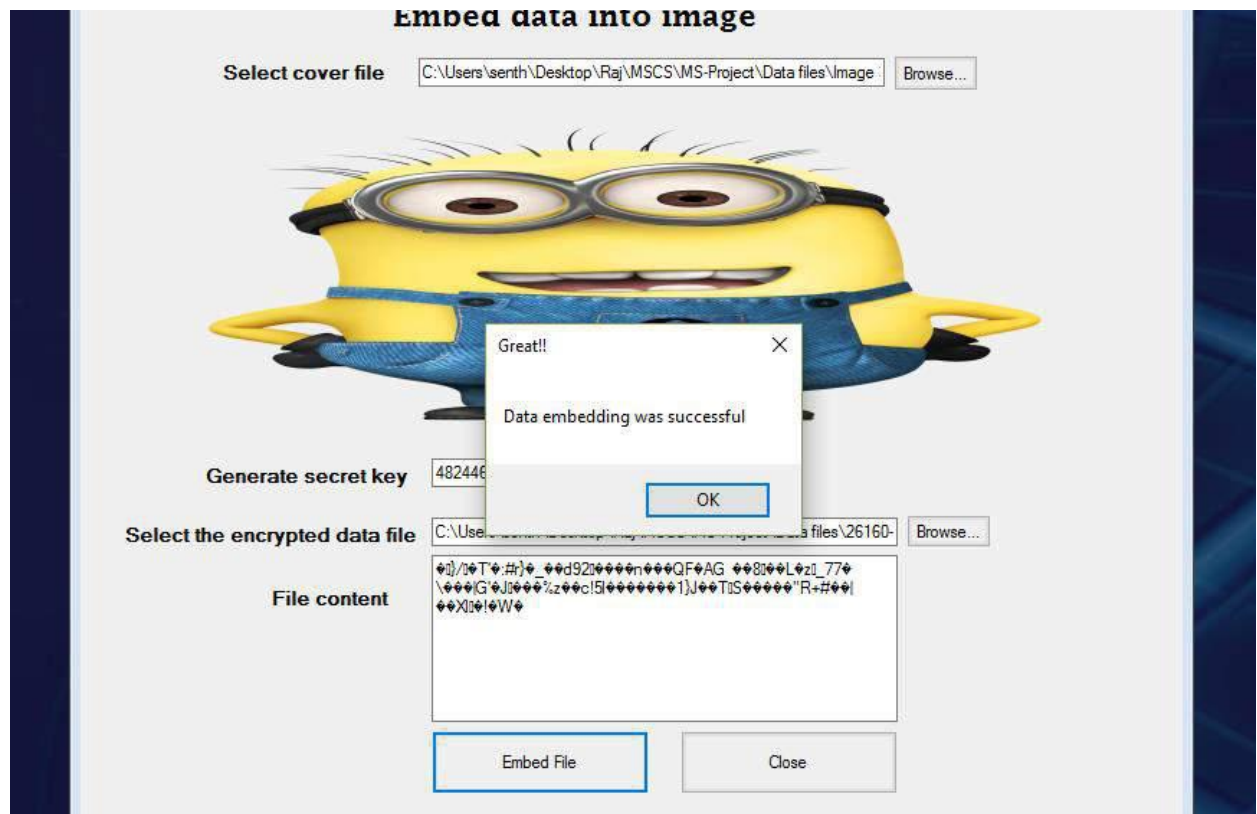 Embed data into image
Select cover file
C:\Users\senth\Desktop\Raj\MSCS\MS-Project\Data files\Image
Browse...
Great!!
Data embedding was successful
OK
Generate secret key
482446
Select the encrypted data file
C:\Use
a files\26160-
Browse...
File content
Embed File
Close